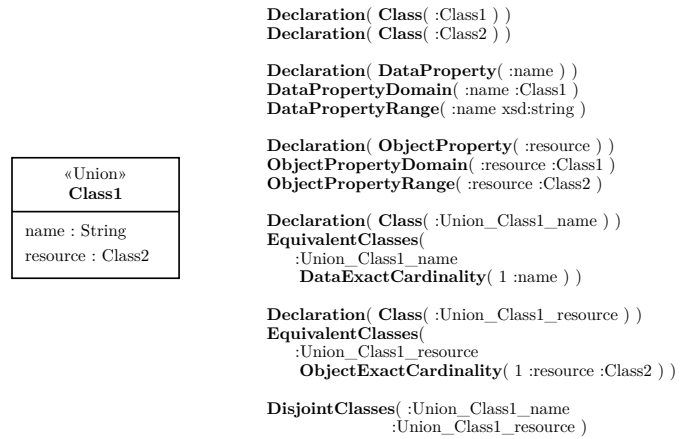 «Union»
Class1
name : String
resource : Class2
Declaration( Class( :Class1 ) )
Declaration( Class( :Class2 ) )
Declaration( DataProperty( :name ) )
DataPropertyDomain( :name :Class1 )
DataPropertyRange( :name xsd:string )
Declaration( ObjectProperty( :resource ) )
ObjectPropertyDomain( :resource :Class1 )
ObjectPropertyRange( :resource :Class2 )
Declaration( Class( :Union_Class1_name ) )
EquivalentClasses(
:Union_Class1_name
DataExactCardinality( 1 :name ) )
Declaration( Class( :Union_Class1_resource ) )
EquivalentClasses(
:Union_Class1_resource
ObjectExactCardinality( 1 :resource :Class2 ) )
DisjointClasses( :Union_Class1_name
:Union_Class1_resource )